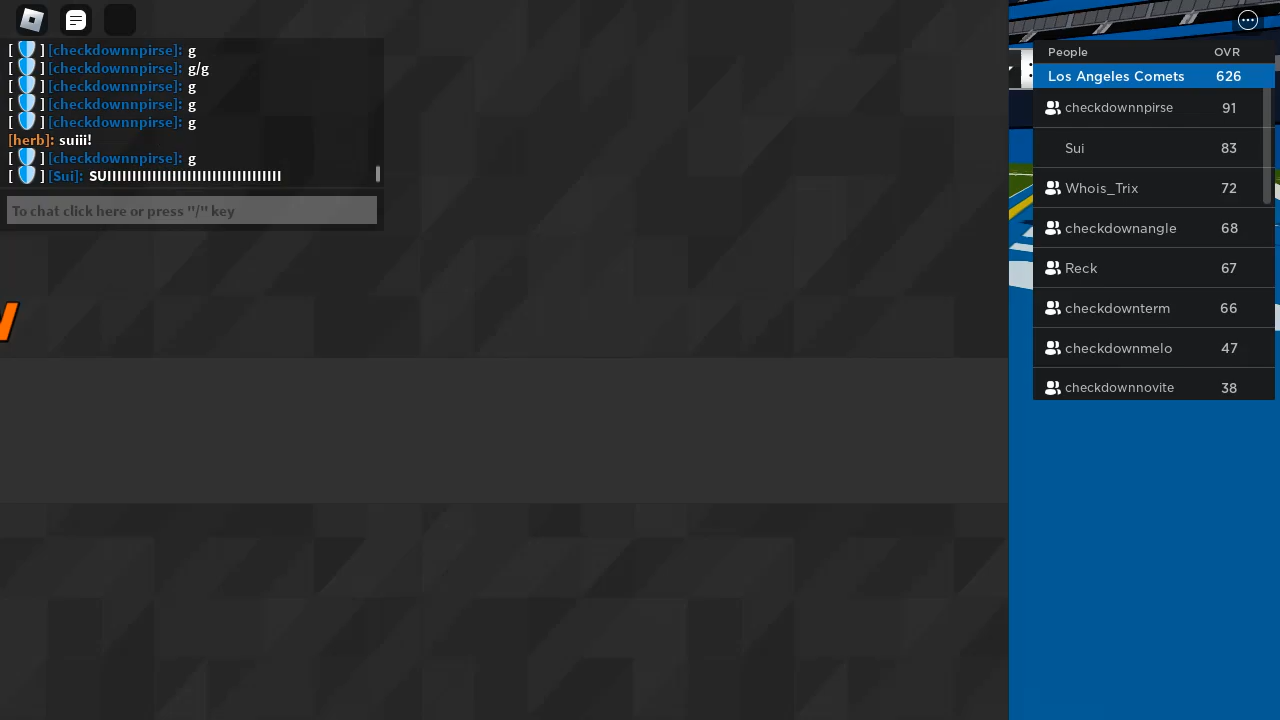 [ 🛡️ ] [checkdownnpirse]: g
[ 🛡️ ] [checkdownnpirse]: g/g
[ 🛡️ ] [checkdownnpirse]: g
[ 🛡️ ] [checkdownnpirse]: g
[ 🛡️ ] [checkdownnpirse]: g
[herb]: suiii!
[ 🛡️ ] [checkdownnpirse]: g
[ 🛡️ ] [Sui]: SUIIIIIIIIIIIIIIIIIIIIIIIIIIIIIIIIIII
To chat click here or press "/" key
People OVR
Los Angeles Comets 626
checkdownnpirse 91
Sui 83
Whois_Trix 72
checkdownangle 68
Reck 67
checkdownterm 66
checkdownmelo 47
checkdownnovite 38